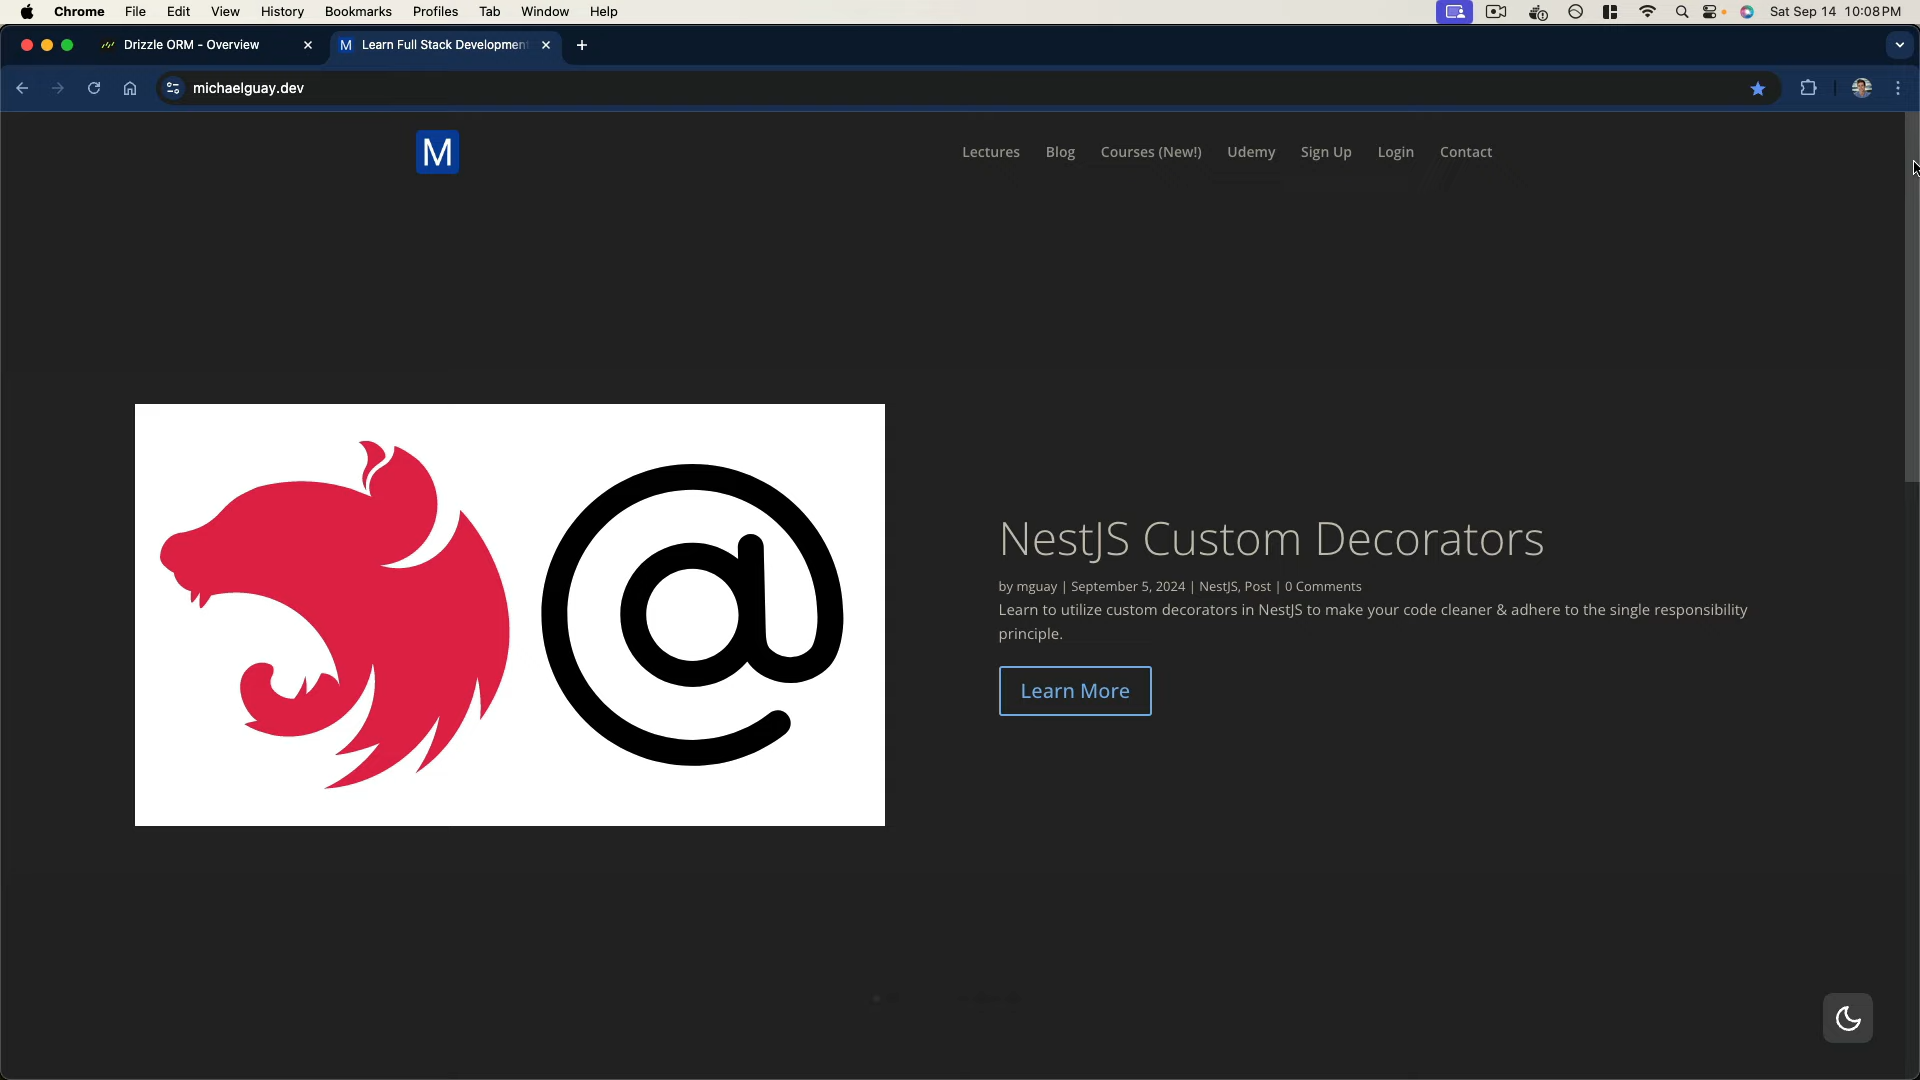 Chrome File Edit View History Bookmarks Profiles Tab Window Help Sat Sep 14 10:08 PM
Drizzle ORM - Overview
M Learn Full Stack Development
michaelguay.dev
M
Lectures Blog Courses (New!) Udemy Sign Up Login Contact
@
NestJS Custom Decorators
by mguay | September 5, 2024 | NestJS, Post | 0 Comments
Learn to utilize custom decorators in NestJS to make your code cleaner & adhere to the single responsibility
principle.
Learn More